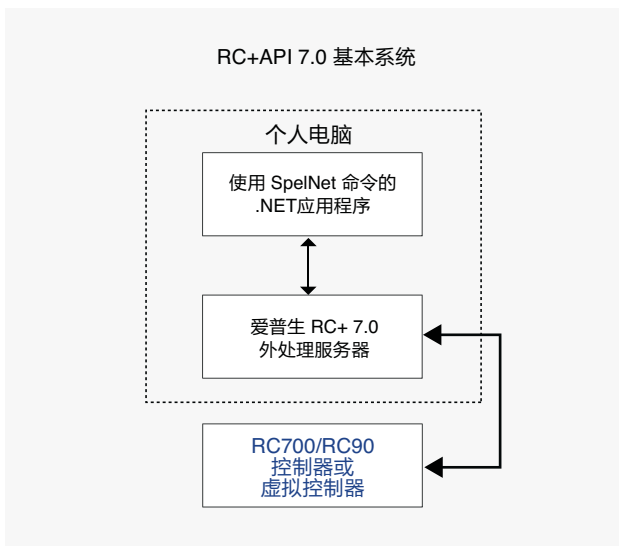 RC+API 7.0 基本系统
个人电脑
使用 SpelNet 命令的
.NET应用程序
爱普生 RC+ 7.0
外处理服务器
RC700/RC90
控制器或
虚拟控制器